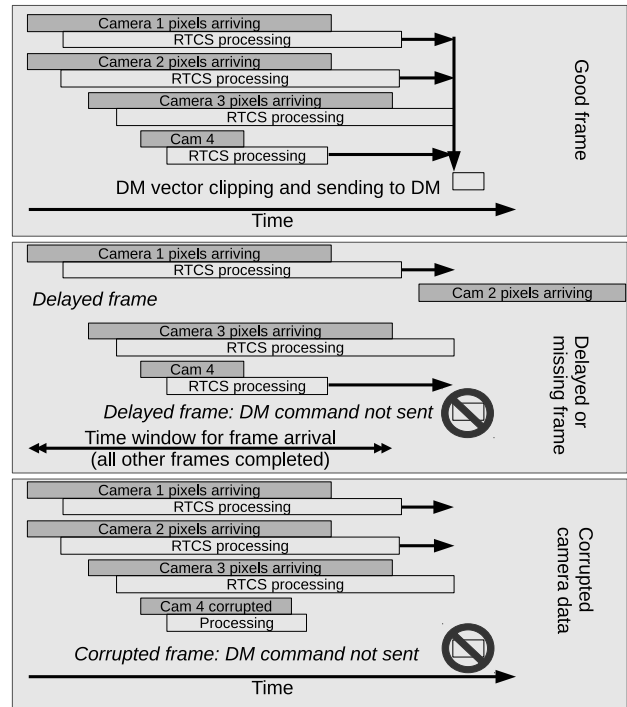 Camera 1 pixels arriving
RTCS processing
Camera 2 pixels arriving
RTCS processing
Camera 3 pixels arriving
RTCS processing
Cam 4
RTCS processing
DM vector clipping and sending to DM
Time
Good frame
Camera 1 pixels arriving
RTCS processing
Delayed frame
Cam 2 pixels arriving
Camera 3 pixels arriving
RTCS processing
Cam 4
RTCS processing
Delayed frame: DM command not sent
Time window for frame arrival
(all other frames completed)
Delayed or
missing frame
Camera 1 pixels arriving
RTCS processing
Camera 2 pixels arriving
RTCS processing
Camera 3 pixels arriving
RTCS processing
Cam 4 corrupted
Processing
Corrupted frame: DM command not sent
Time
Corrupted
camera data